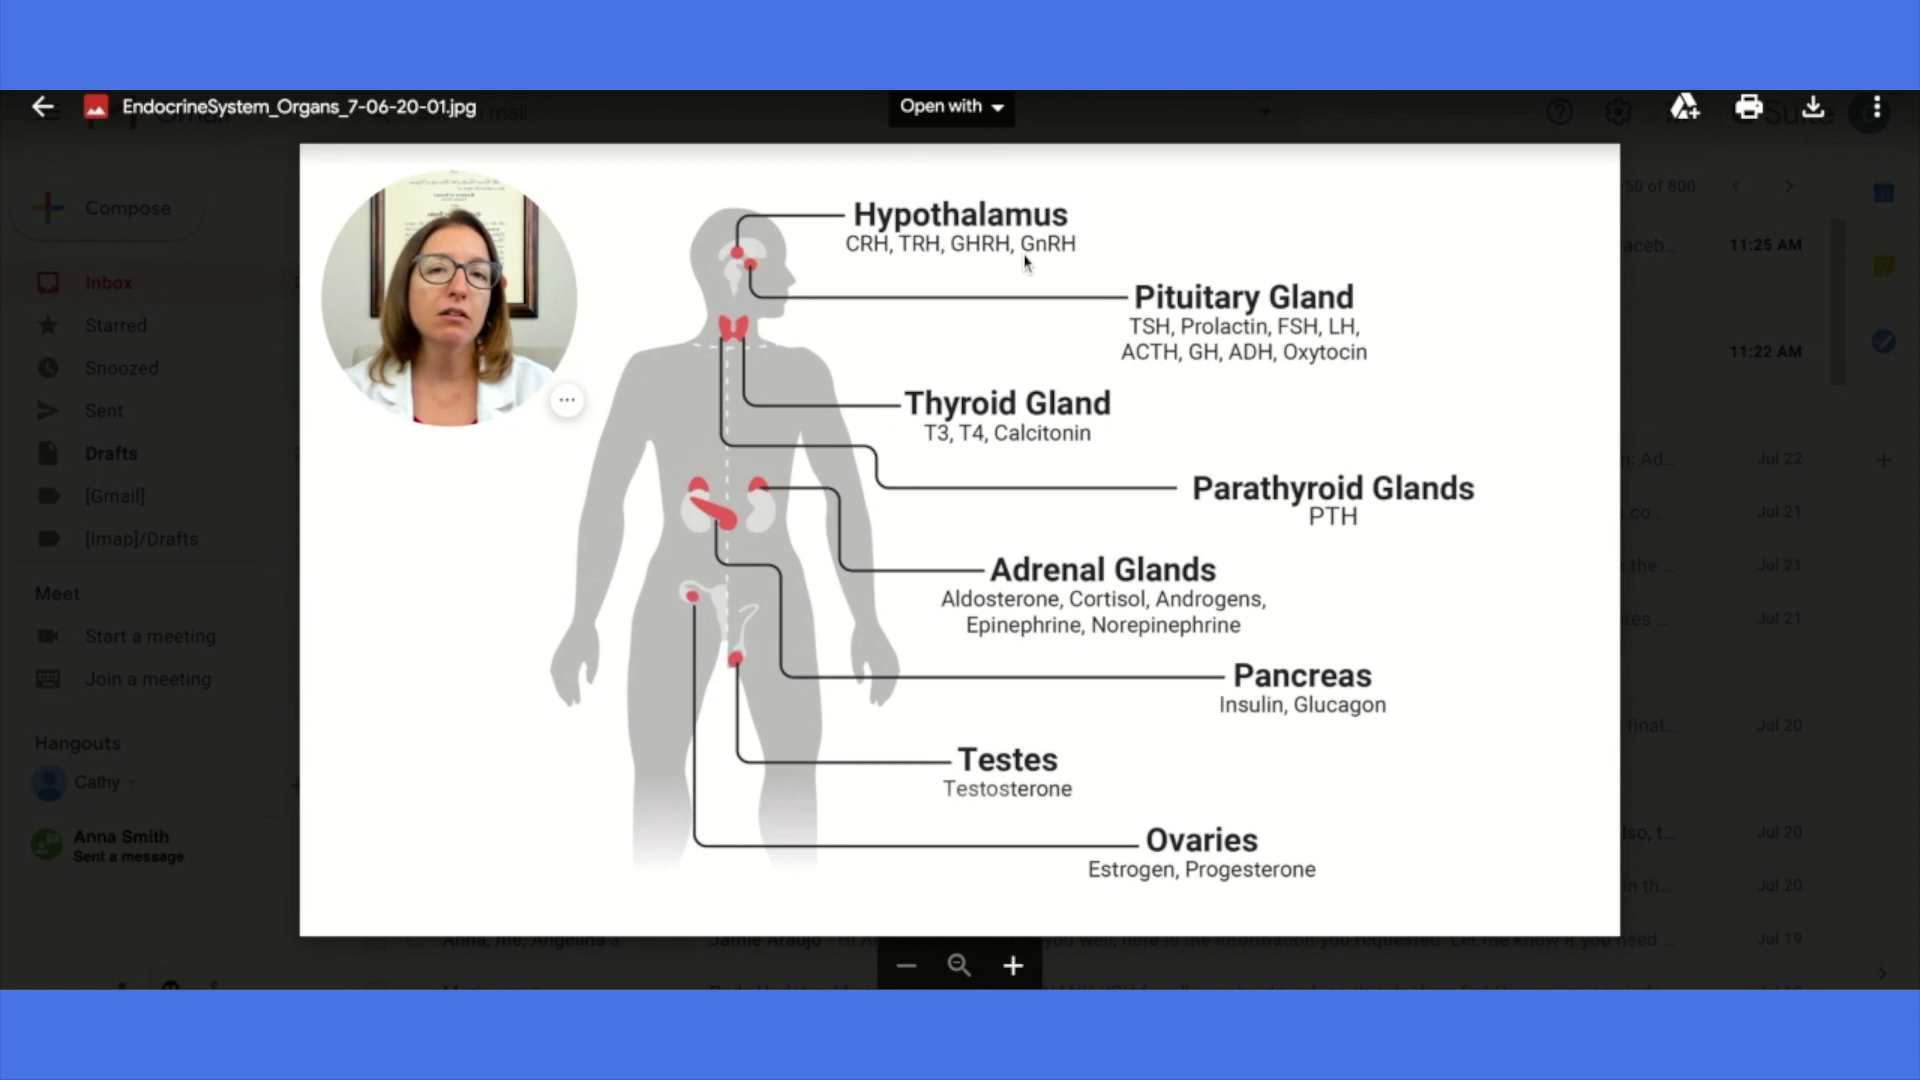 EndocrineSystem_Organs_7-06-20-01.jpg
Open with
Compose
50 of 800
Inbox
Starred
Snoozed
Sent
Drafts
[Gmail]
[Imap]/Drafts
Meet
Start a meeting
Join a meeting
Hangouts
Cathy
Anna Smith
Sent a message
Hypothalamus
CRH, TRH, GHRH, GnRH
Pituitary Gland
TSH, Prolactin, FSH, LH,
ACTH, GH, ADH, Oxytocin
Thyroid Gland
T3, T4, Calcitonin
Parathyroid Glands
PTH
Adrenal Glands
Aldosterone, Cortisol, Androgens,
Epinephrine, Norepinephrine
Pancreas
Insulin, Glucagon
Testes
Testosterone
Ovaries
Estrogen, Progesterone
11:25 AM
11:22 AM
Jul 22
Jul 21
Jul 21
Jul 21
Jul 20
Jul 20
Jul 20
Jul 19